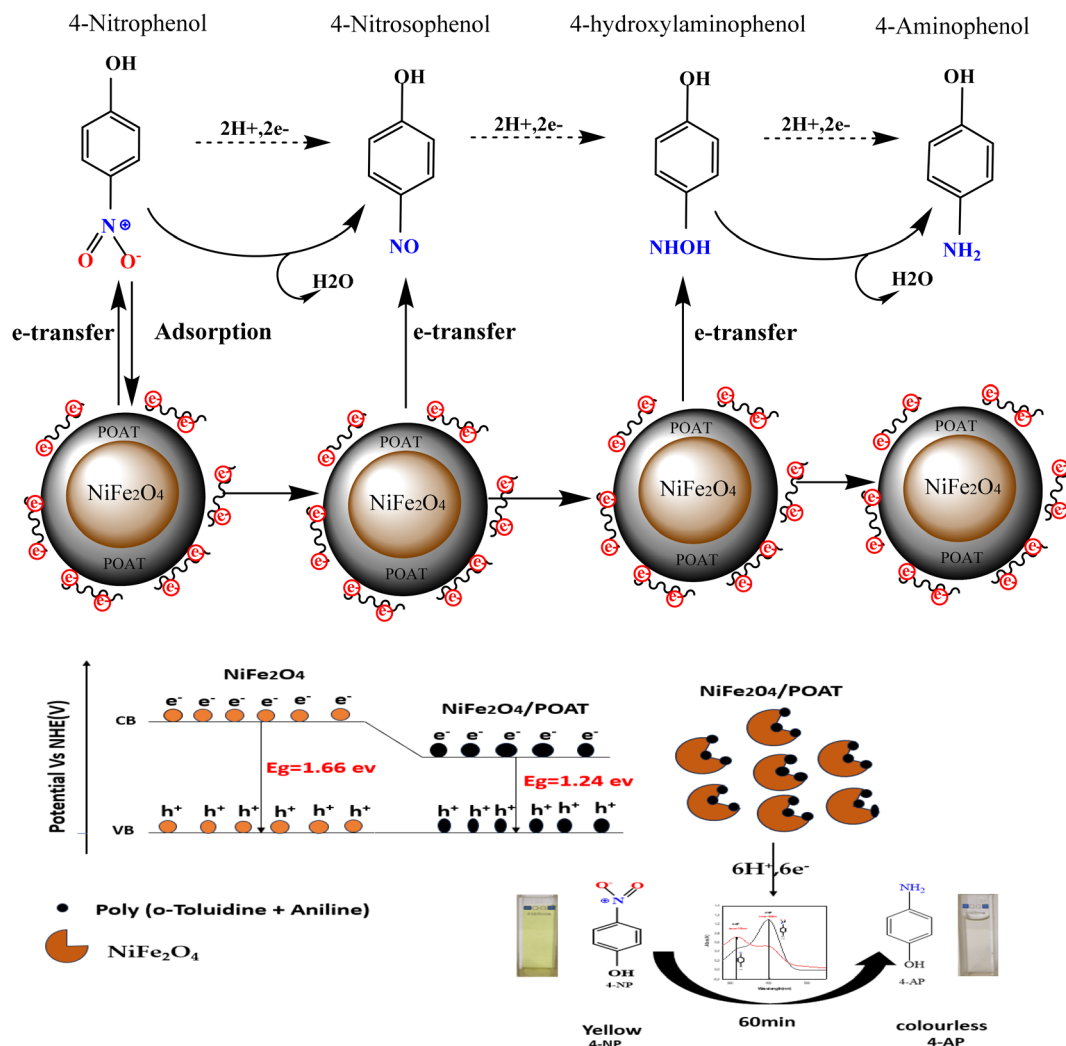 4-Nitrophenol
4-Nitrosophenol
4-hydroxylaminophenol
4-Aminophenol
OH
OH
OH
OH
2H+,2e-
2H+,2e-
2H+,2e-
N⊕
O
O-
NO
NHOH
NH₂
H2O
H2O
e-transfer
Adsorption
e-transfer
e-transfer
e- e- e- e- e- e- e- e- e- e-
e- e- e- e- e- e- e- e- e- e-
e- e- e- e- e- e- e- e- e- e-
e- e- e- e- e- e- e- e- e- e-
POAT
POAT
POAT
POAT
NiFe₂O₄
NiFe₂O₄
NiFe₂O₄
NiFe₂O₄
POAT
POAT
POAT
POAT
Potential Vs NHE(V)
NiFe₂O₄
e- e- e- e- e- e-
CB
NiFe₂O₄/POAT
e- e- e- e- e-
Eg=1.66 ev
Eg=1.24 ev
h+ h+ h+ h+ h+ h+
h+ h+ h+ h+ h+ h+
VB
NiFe2O4/POAT
6H+,6e-
Poly (o-Toluidine + Aniline)
NiFe₂O₄
O-
O
N
⊕
OH
4-NP
NH₂
OH
4-AP
60min
Yellow
4-NP
colourless
4-AP